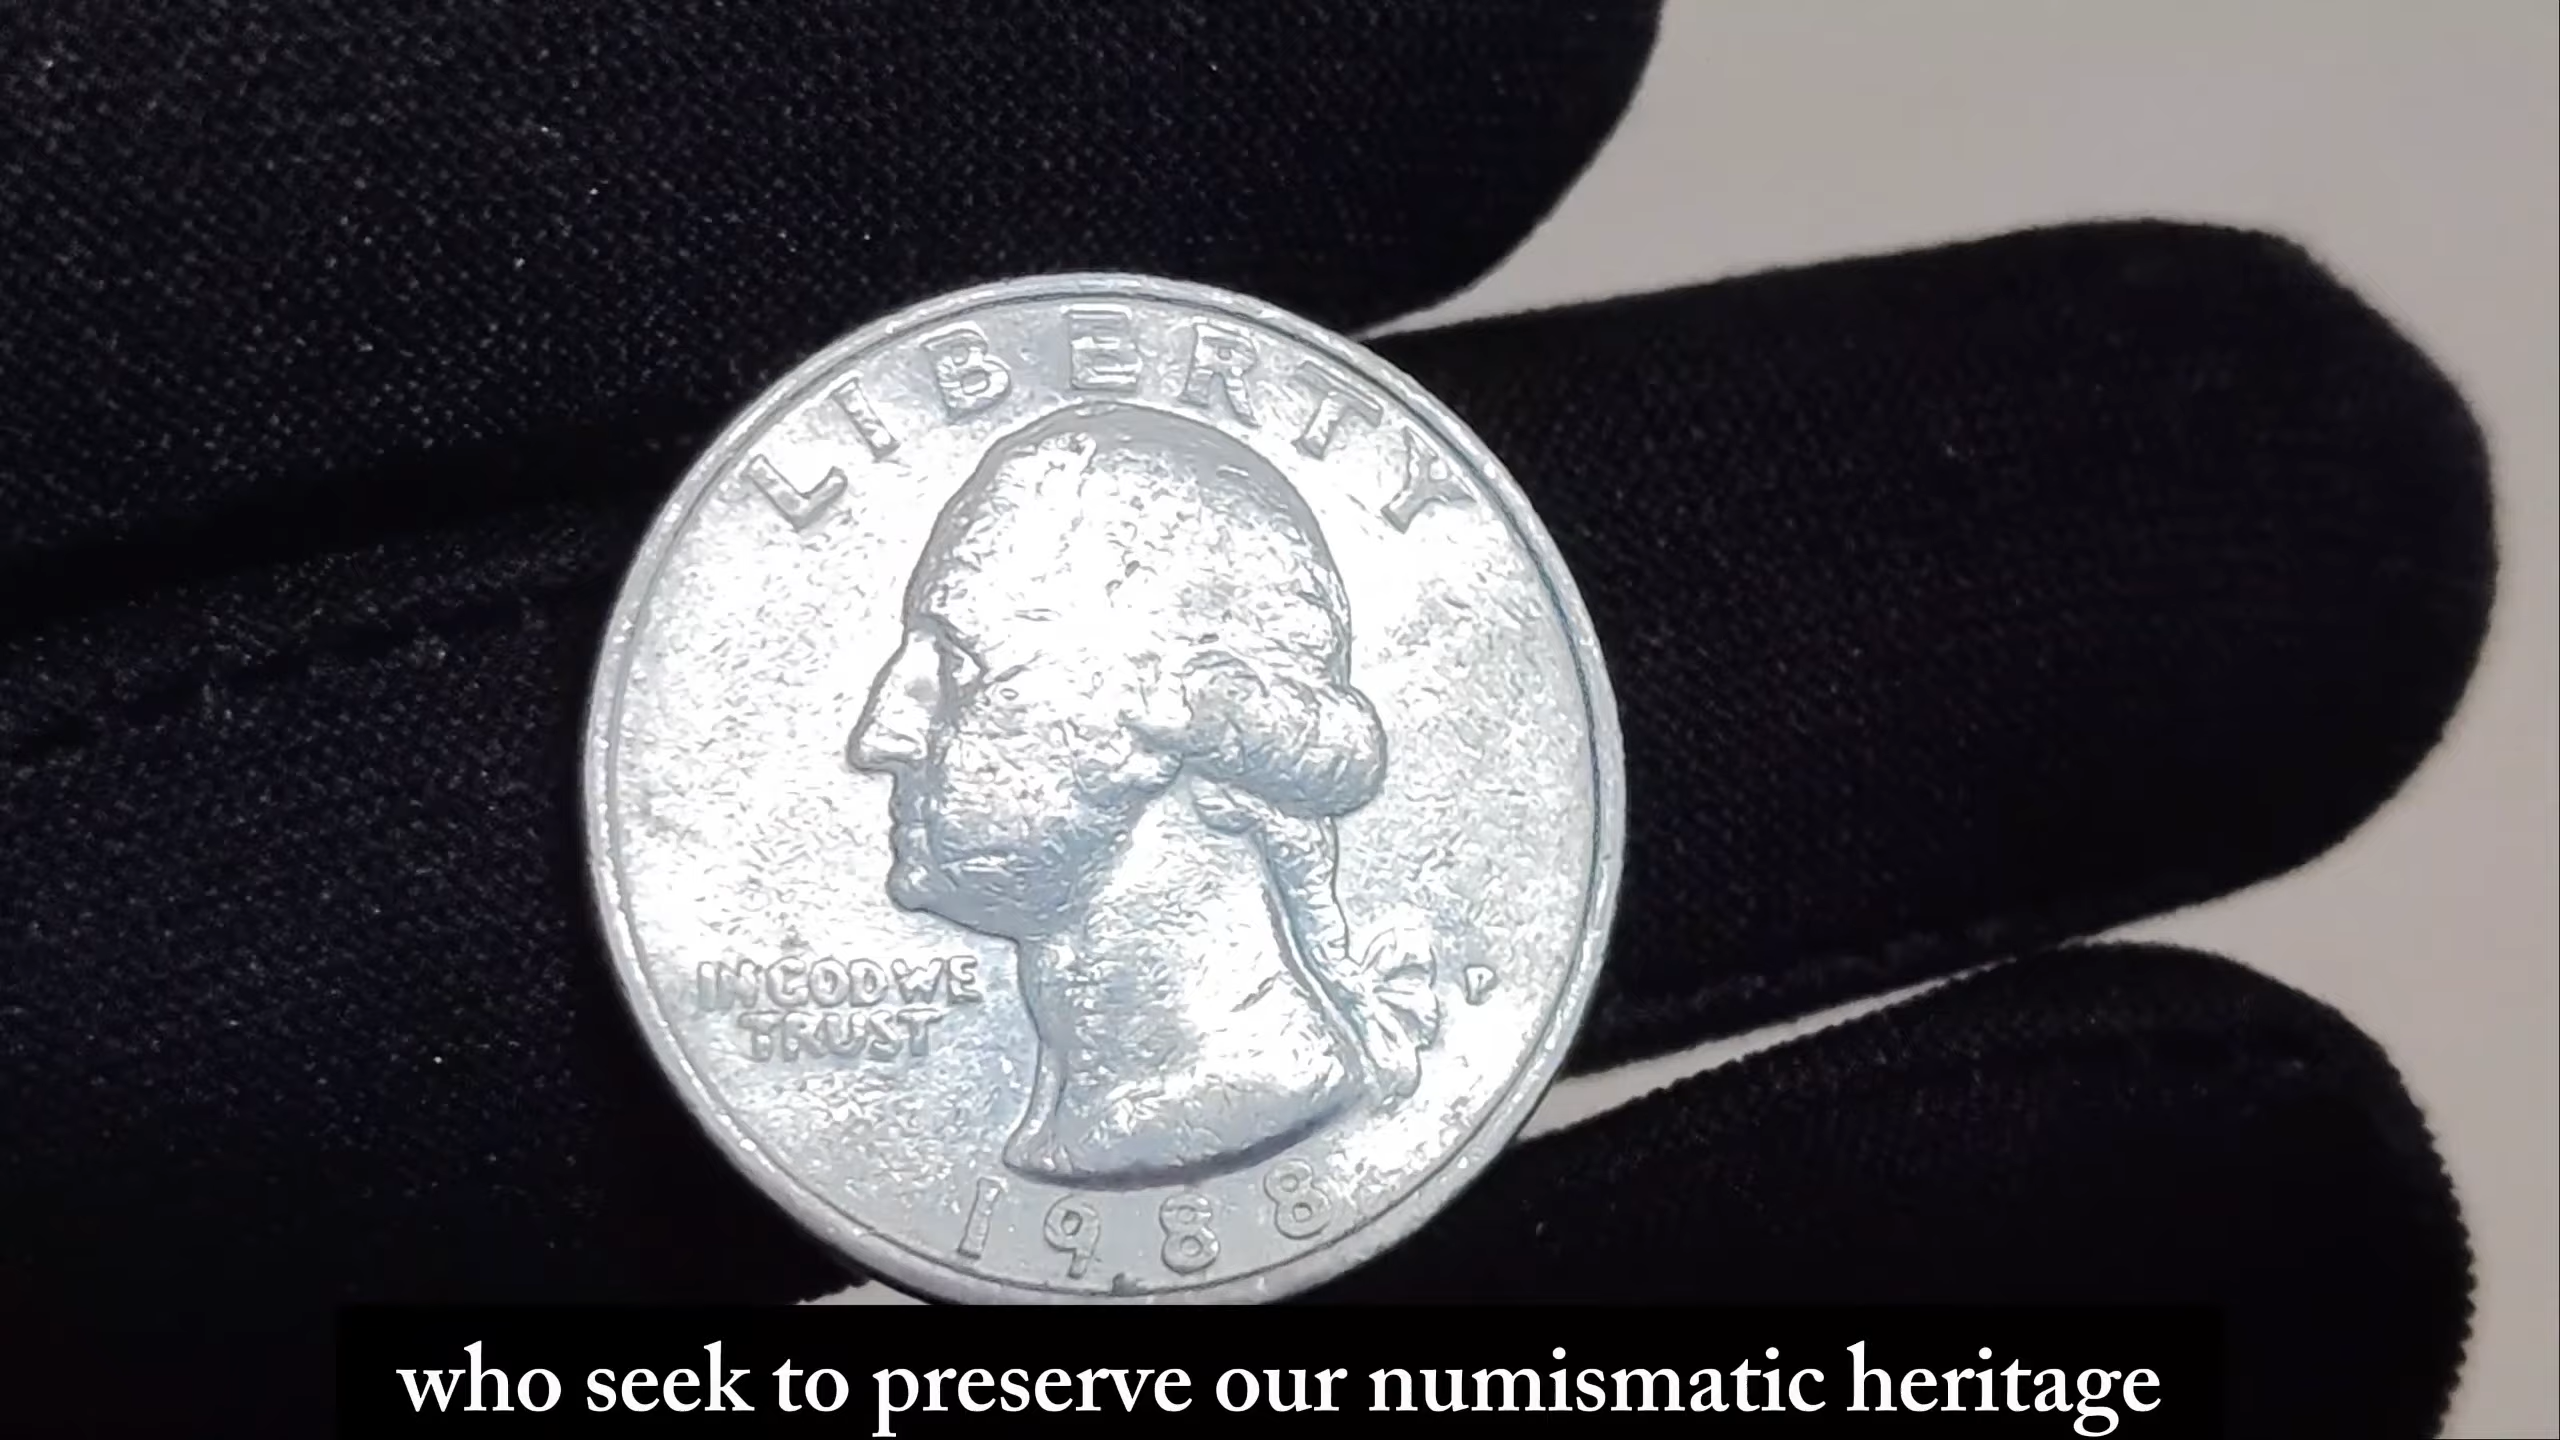 LIBERTY
IN GOD WE
TRUST
P
1988
who seek to preserve our numismatic heritage